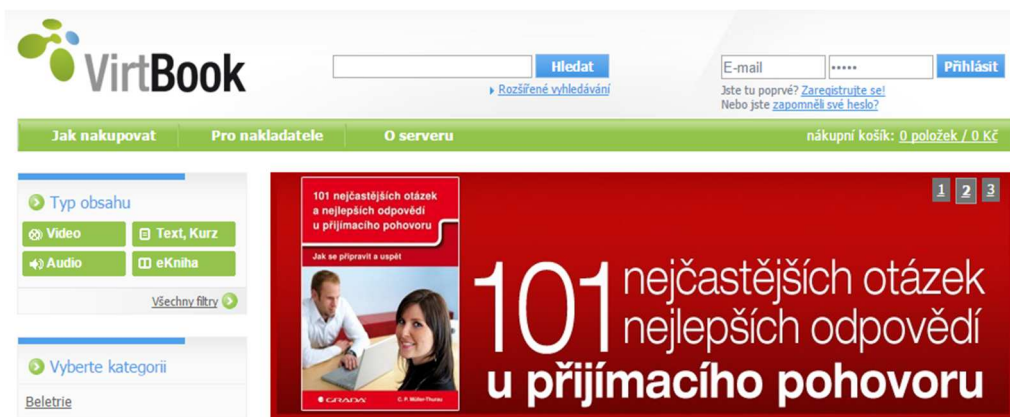 VirtBook
Hledat
Rozšířené vyhledávání
E-mail
•••••
Přihlásit
Jste tu poprvé? Zaregistrujte se!
Nebo jste zapomněli své heslo?
Jak nakupovat
Pro nakladatele
O serveru
nákupní košík: 0 položek / 0 Kč
Typ obsahu
Video
Text, Kurz
Audio
eKniha
Všechny filtry
Vyberte kategorii
Beletrie
1 2 3
101 nejčastějších otázek
a nejlepších odpovědí
u přijímacího pohovoru
Jak se připravit a uspět
GRADA
C. P. Müller-Thurau
101 nejčastějších otázek
nejlepších odpovědí
u přijímacího pohovoru